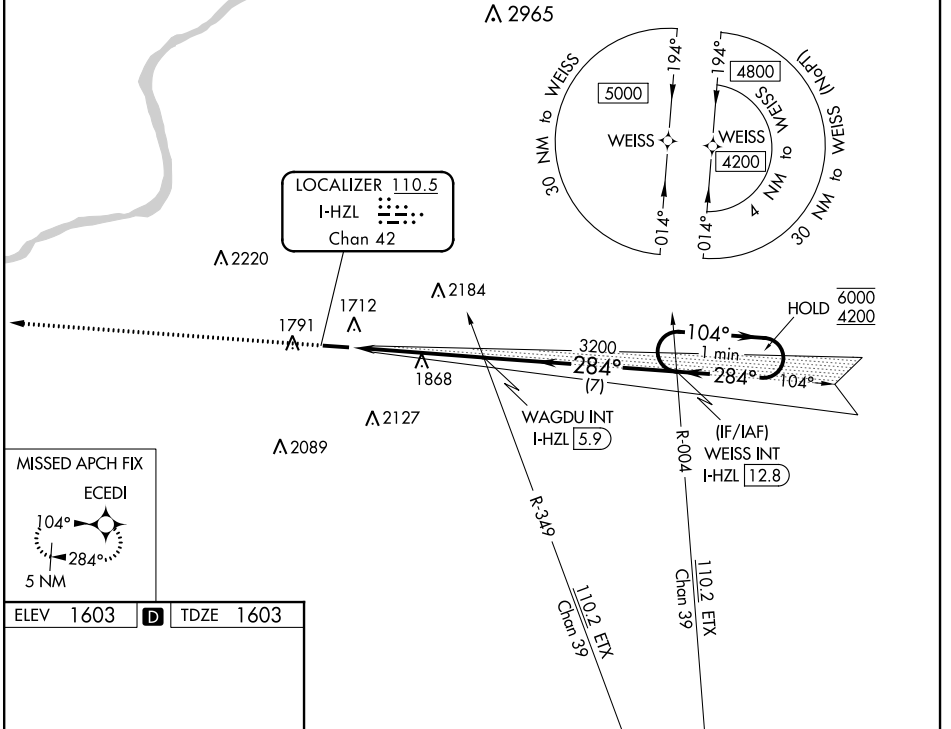 2965
30 NM to WEISS
5000
194°
WEISS
014°
194°
4800
WEISS
4200
4 NM to WEISS
014°
30 NM to WEISS (NoPT)
LOCALIZER 110.5
I-HZL
Chan 42
2220
1791
1712
2184
1868
2127
2089
3200
284°
(7)
104°
1 min
284°
104°
HOLD
6000
4200
WAGDU INT
I-HZL 5.9
(IF/IAF)
WEISS INT
I-HZL 12.8
R-349
110.2 ETX
Chan 39
R-004
110.2 ETX
Chan 39
MISSED APCH FIX
ECEDI
104°
284°
5 NM
ELEV 1603 D TDZE 1603